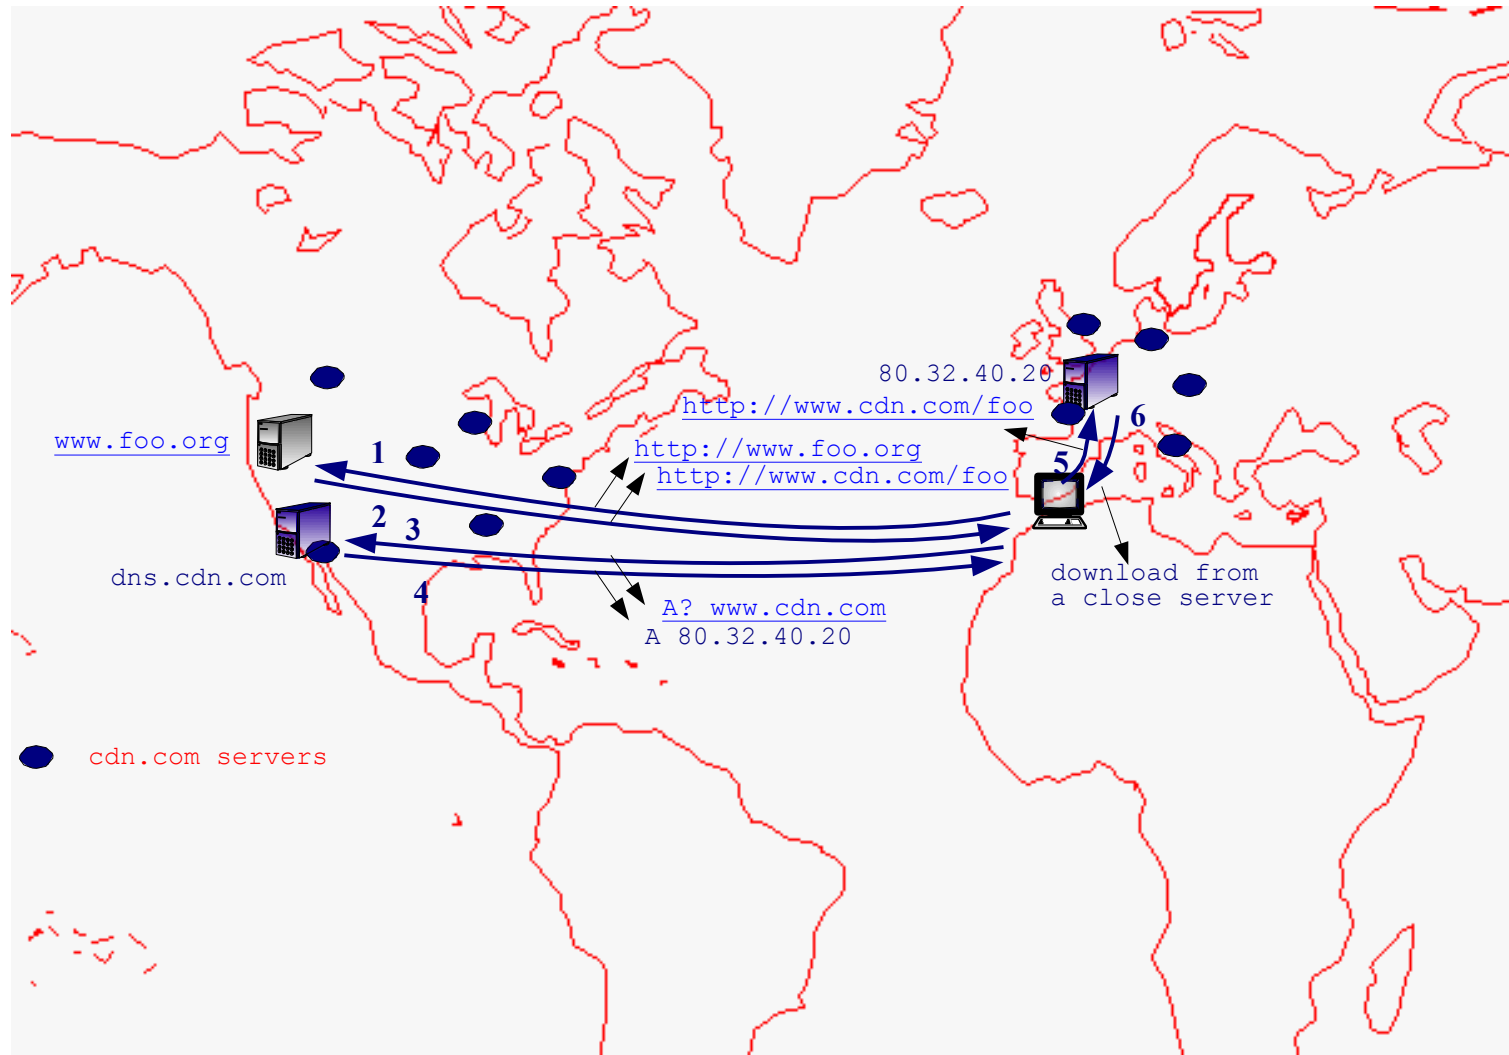 80.32.40.20
http://www.cdn.com/foo
6
www.foo.org
1
http://www.foo.org
http://www.cdn.com/foo
5
2
3
dns.cdn.com
4
download from
a close server
A? www.cdn.com
A 80.32.40.20
cdn.com servers